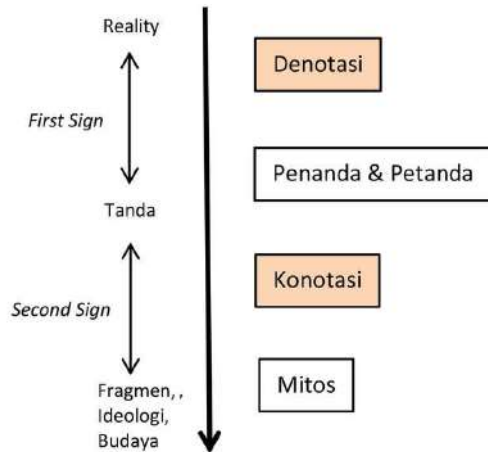 Reality
Denotasi
First Sign
Penanda & Petanda
Tanda
Konotasi
Second Sign
Mitos
Fragmen, ,
Ideologi,
Budaya